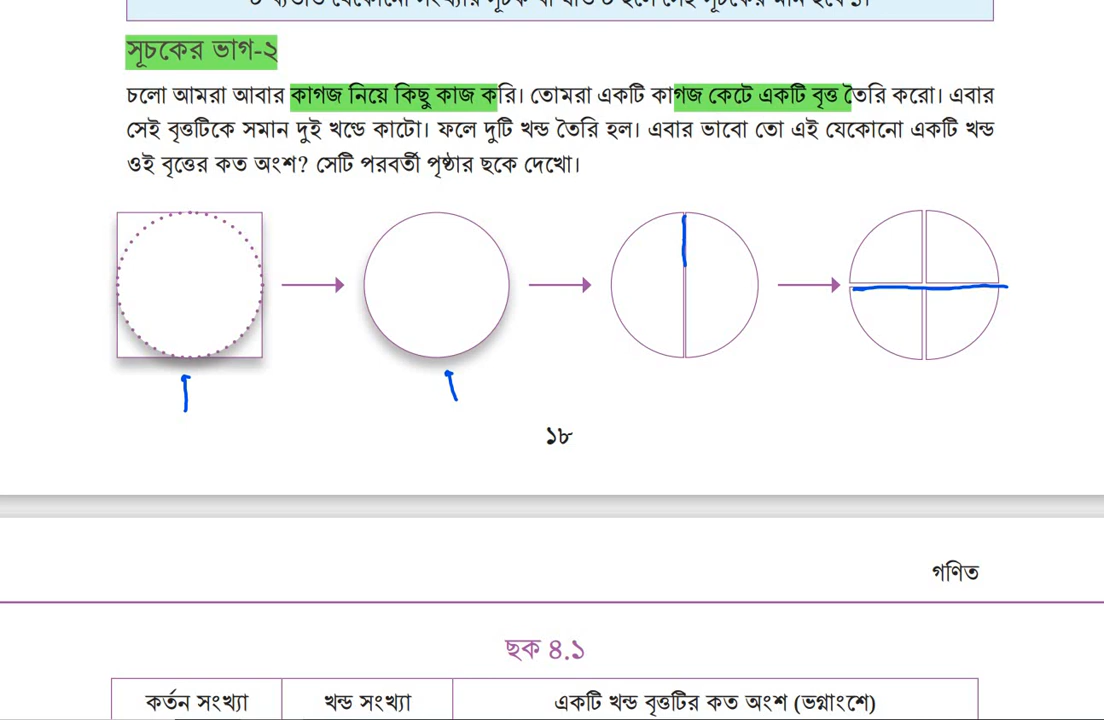 সূচকের ভাগ-২
চলো আমরা আবার কাগজ নিয়ে কিছু কাজ করি। তোমরা একটি কাগজ কেটে একটি বৃত্ত তৈরি করো। এবার
সেই বৃত্তটিকে সমান দুই খণ্ডে কাটো। ফলে দুটি খন্ড তৈরি হল। এবার ভাবো তো এই যেকোনো একটি খন্ড
ওই বৃত্তের কত অংশ? সেটি পরবর্তী পৃষ্ঠার ছকে দেখো।
১৮
গণিত
ছক ৪.১
কর্তন সংখ্যা
খন্ড সংখ্যা
একটি খন্ড বৃত্তটির কত অংশ (ভগ্নাংশে)